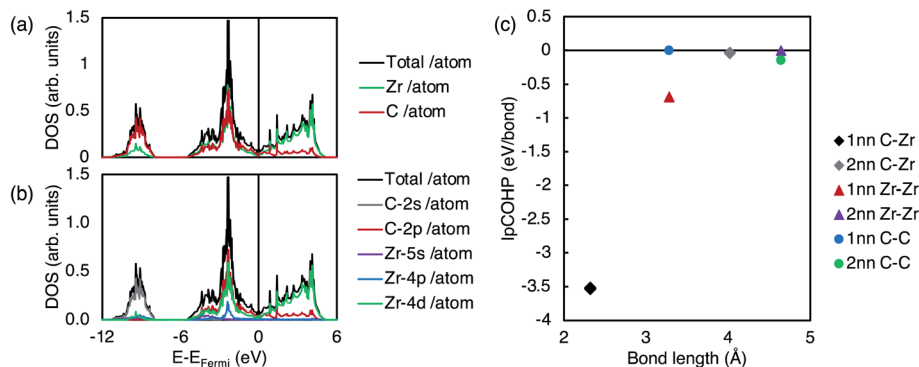 (a)
DOS (arb. units)
1.5
1
0.5
0
Total /atom
Zr /atom
C /atom
(b)
DOS (arb. units)
1.5
1.0
0.5
0.0
-12
-6
0
6
E-EFermi (eV)
Total /atom
C-2s /atom
C-2p /atom
Zr-5s /atom
Zr-4p /atom
Zr-4d /atom
(c)
IpCOHP (eV/bond)
0
-0.5
-1
-1.5
-2
-2.5
-3
-3.5
-4
2
3
4
5
Bond length (Å)
1nn C-Zr
2nn C-Zr
1nn Zr-Zr
2nn Zr-Zr
1nn C-C
2nn C-C